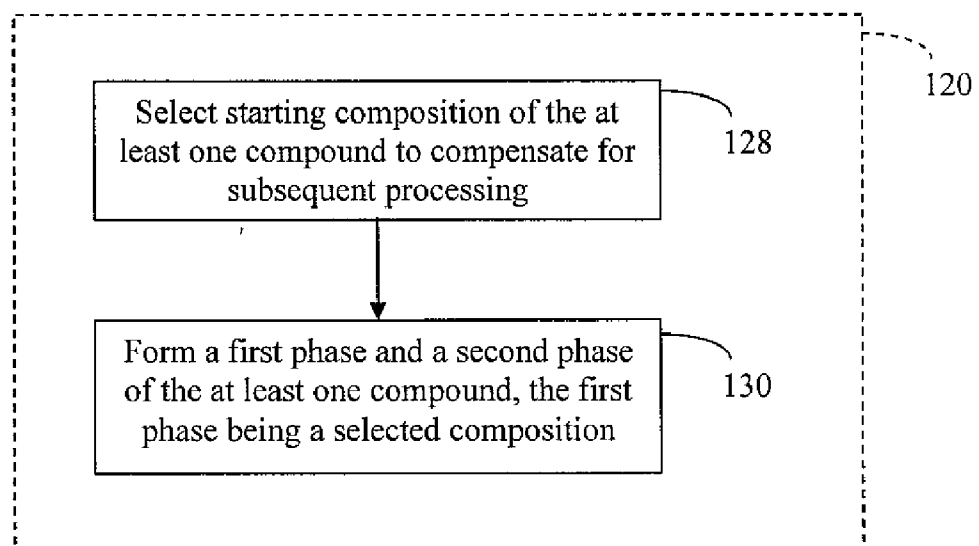 120
Select starting composition of the at
least one compound to compensate for
subsequent processing
128
Form a first phase and a second phase
of the at least one compound, the first
phase being a selected composition
130